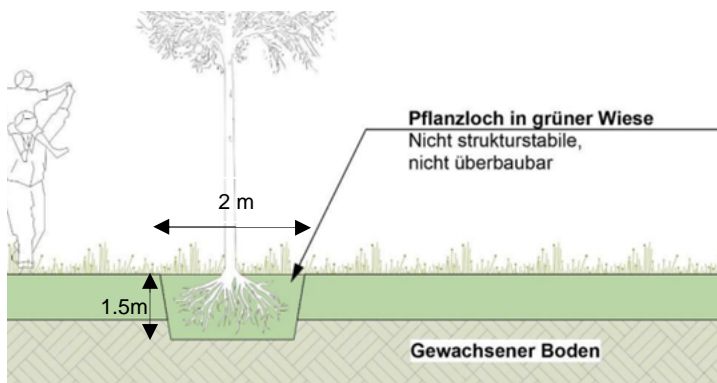 Pflanzloch in grüner Wiese
Nicht strukturstabile,
nicht überbaubar
2 m
1.5m
Gewachsener Boden